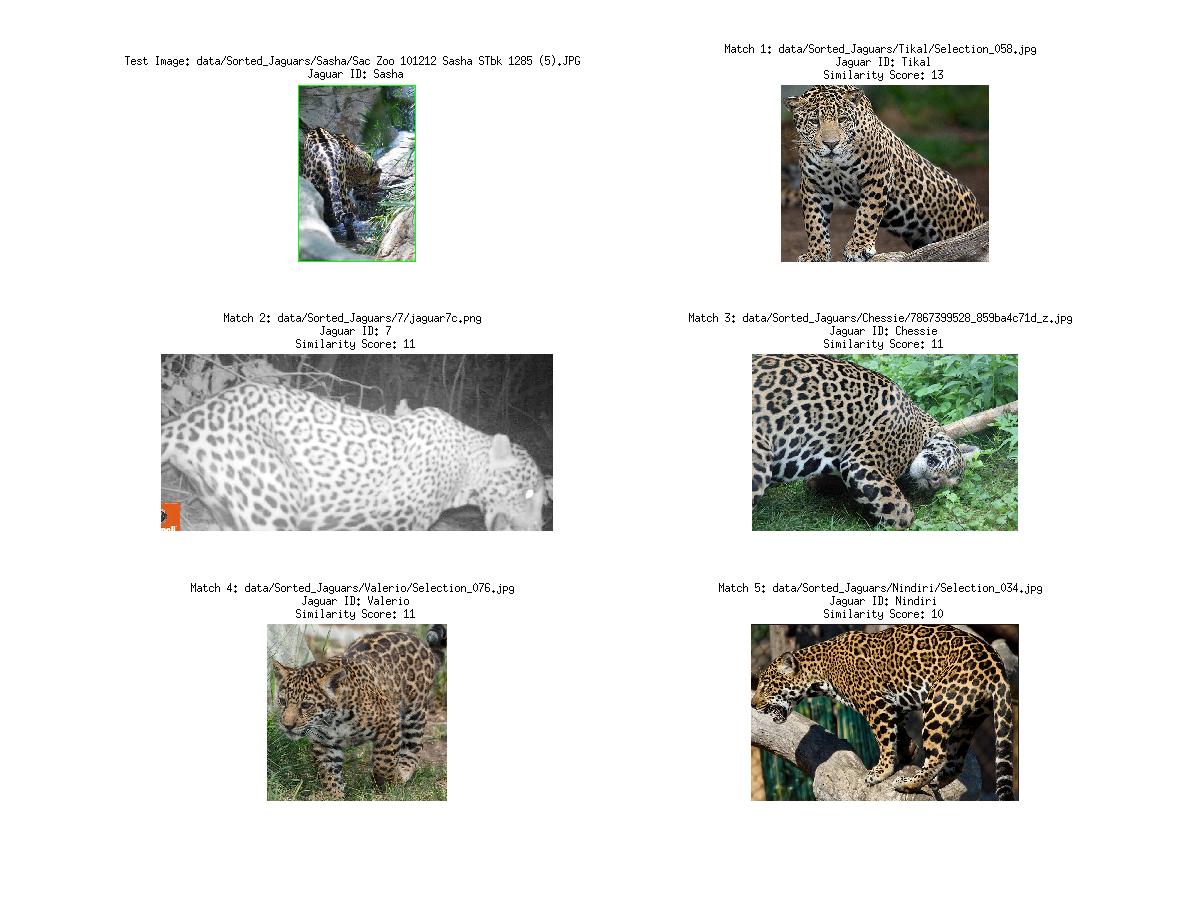 Test Image: data/Sorted_Jaguars/Sasha/Sac Zoo 101212 Sasha STbk 1285 (5).JPG
Jaguar ID: Sasha
Match 1: data/Sorted_Jaguars/Tikal/Selection_058.jpg
Jaguar ID: Tikal
Similarity Score: 13
Match 2: data/Sorted_Jaguars/7/jaguar7c.png
Jaguar ID: 7
Similarity Score: 11
Match 3: data/Sorted_Jaguars/Chessie/7867399528_859ba4c71d_z.jpg
Jaguar ID: Chessie
Similarity Score: 11
Match 4: data/Sorted_Jaguars/Valerio/Selection_076.jpg
Jaguar ID: Valerio
Similarity Score: 11
Match 5: data/Sorted_Jaguars/Nindiri/Selection_034.jpg
Jaguar ID: Nindiri
Similarity Score: 10